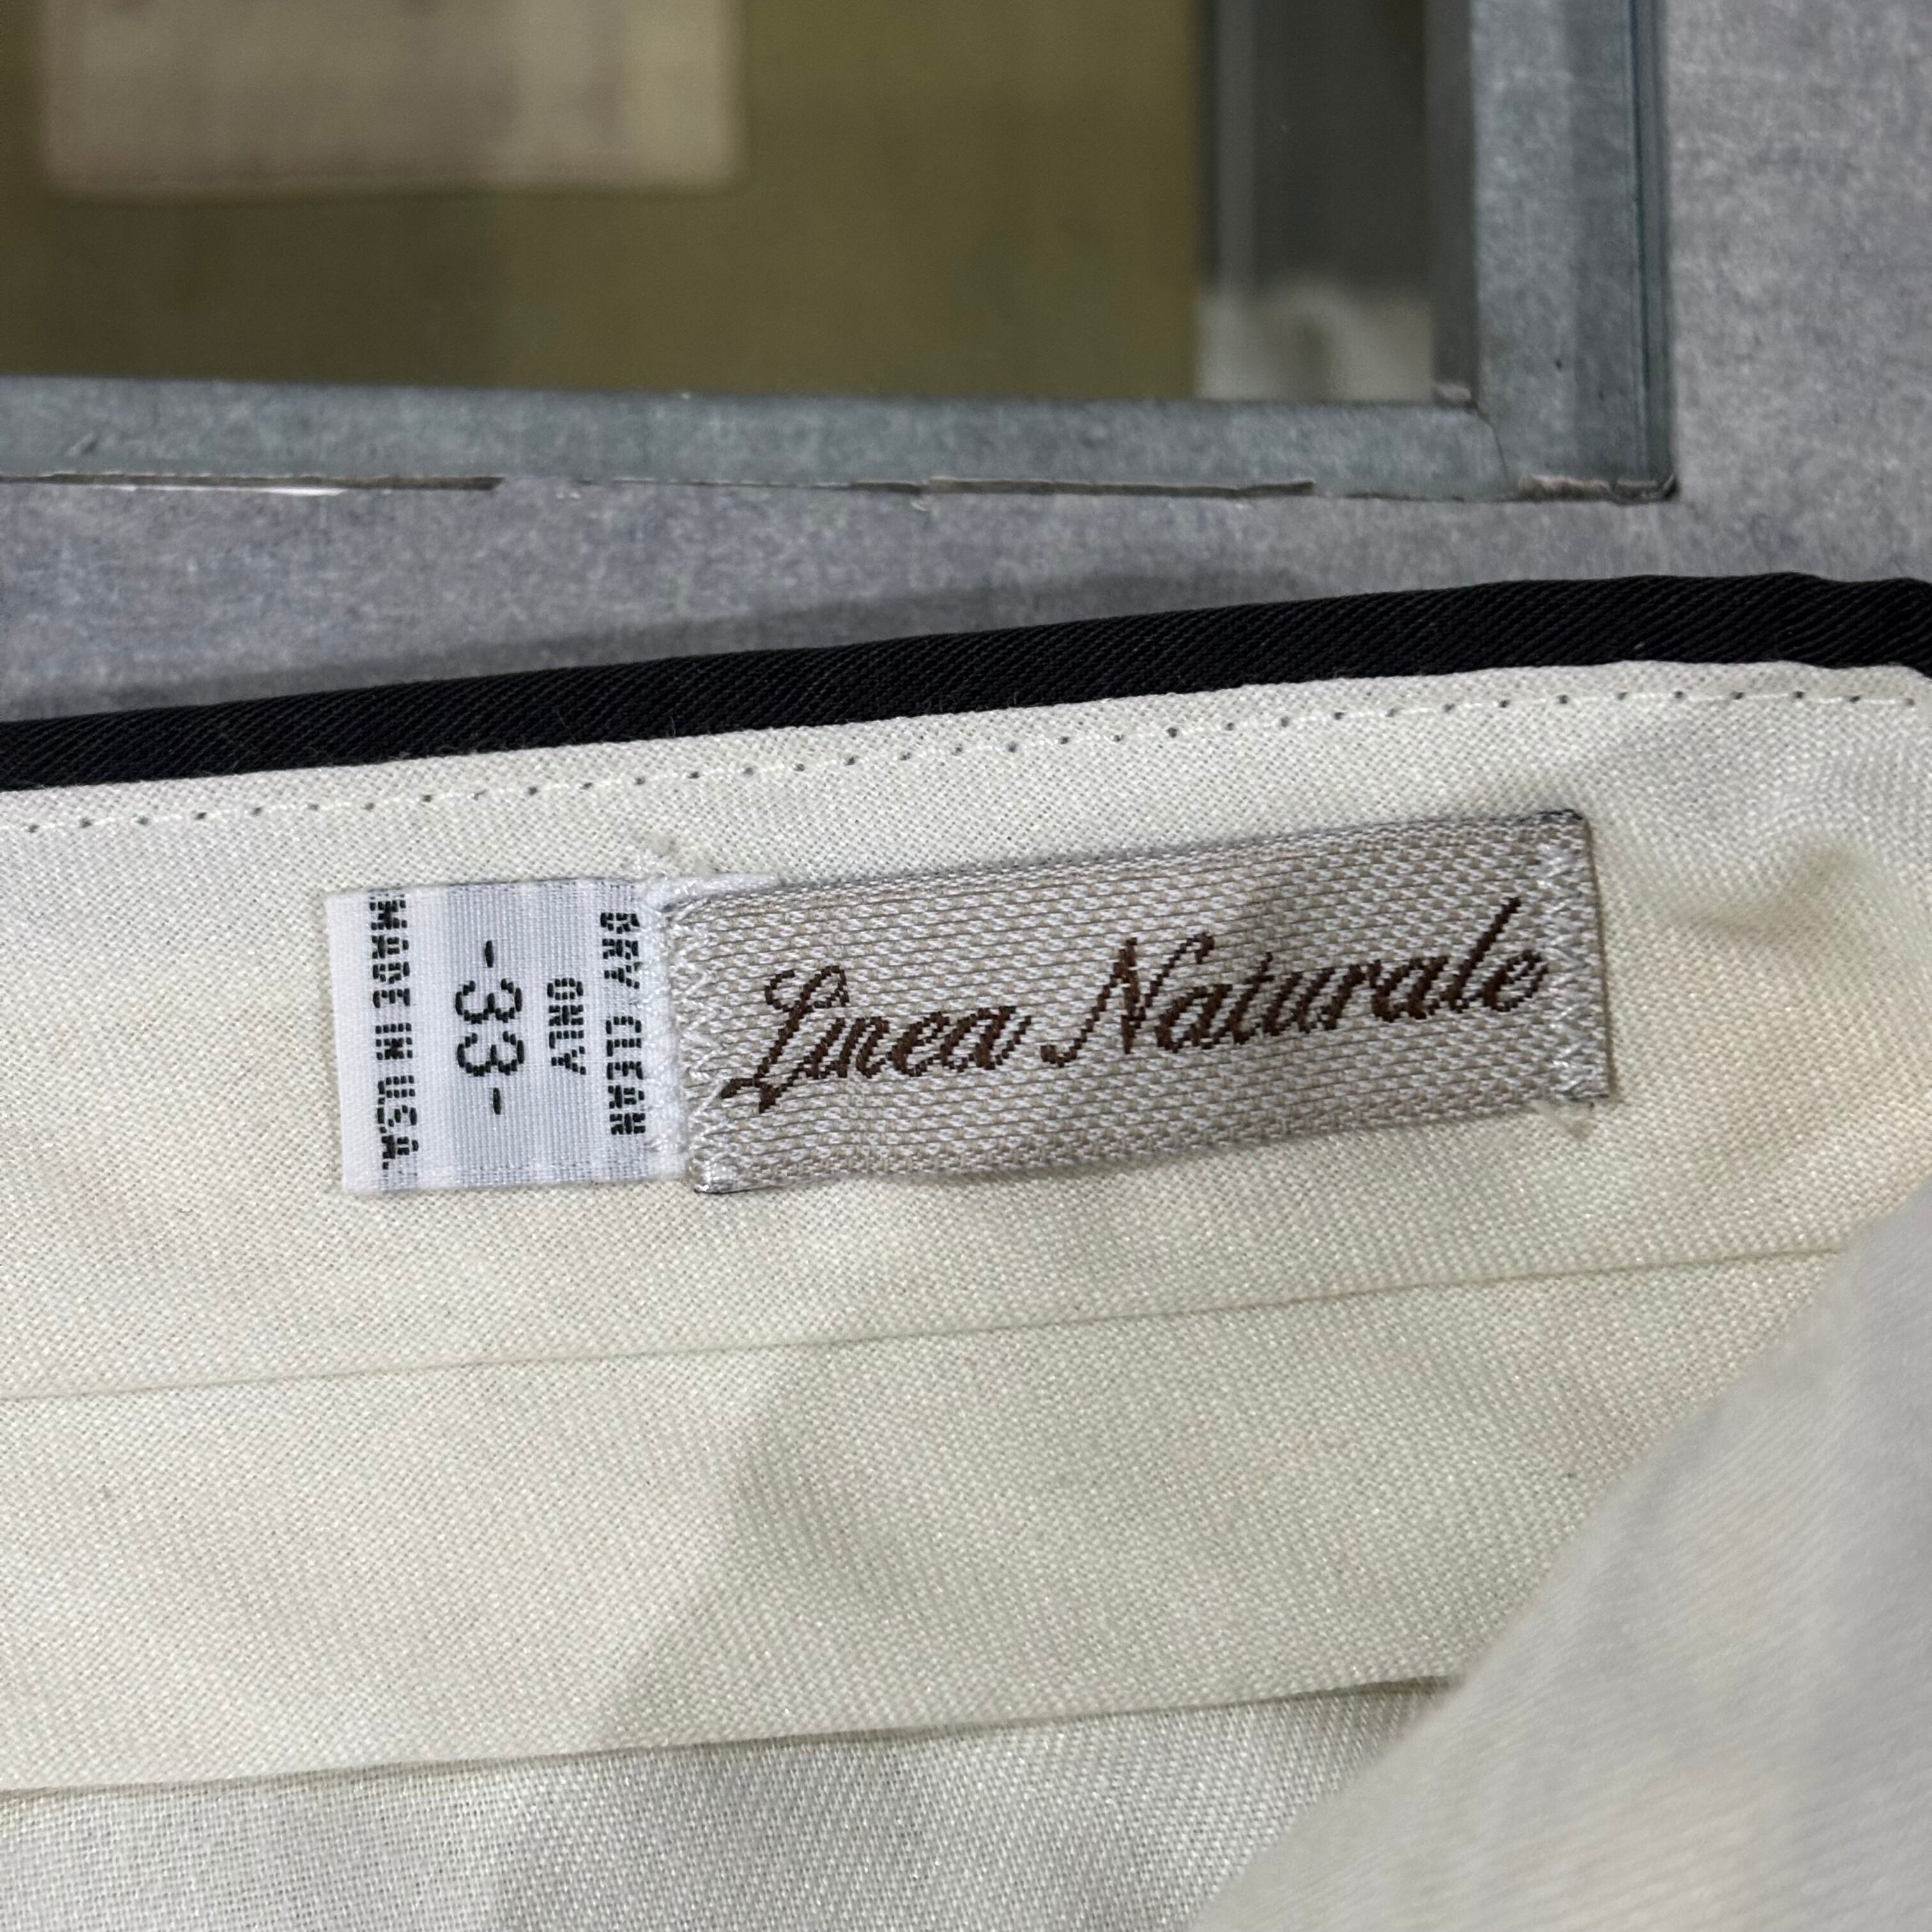 Linea Naturale
DRY CLEAN
ONLY
-33-
MADE IN U.S.A.